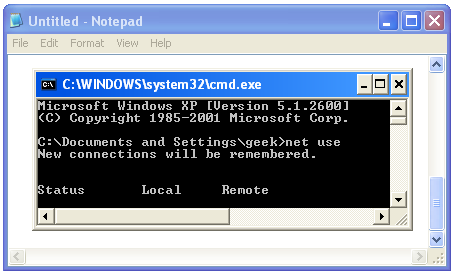 Untitled - Notepad
File Edit Format View Help
C:\WINDOWS\system32\cmd.exe
Microsoft Windows XP [Version 5.1.2600]
(C) Copyright 1985-2001 Microsoft Corp.
C:\Documents and Settings\geek>net use
New connections will be remembered.
Status Local Remote